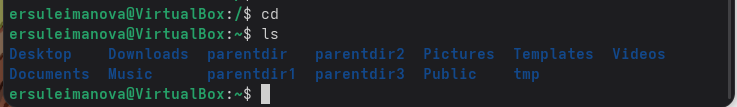 ersuleimanova@VirtualBox:/$ cd
ersuleimanova@VirtualBox:~$ ls
Desktop    Downloads  parentdir   parentdir2  Pictures  Templates  Videos
Documents  Music      parentdir1  parentdir3  Public    tmp
ersuleimanova@VirtualBox:~$